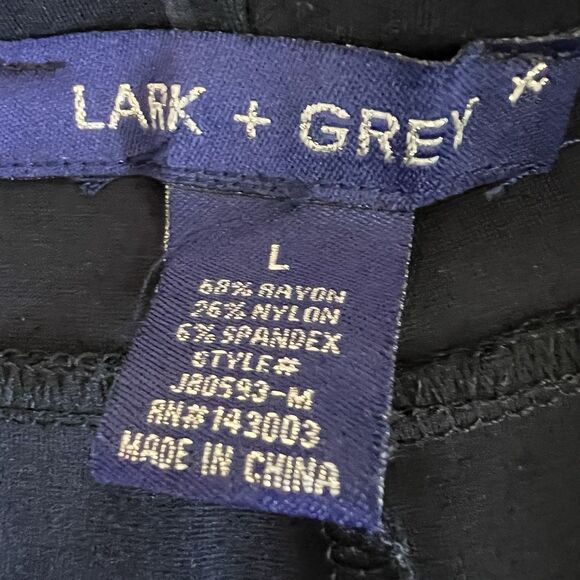 LARK + GREY
L
68% RAYON
26% NYLON
6% SPANDEX
STYLE#
J80593-M
RN# 143003
MADE IN CHINA